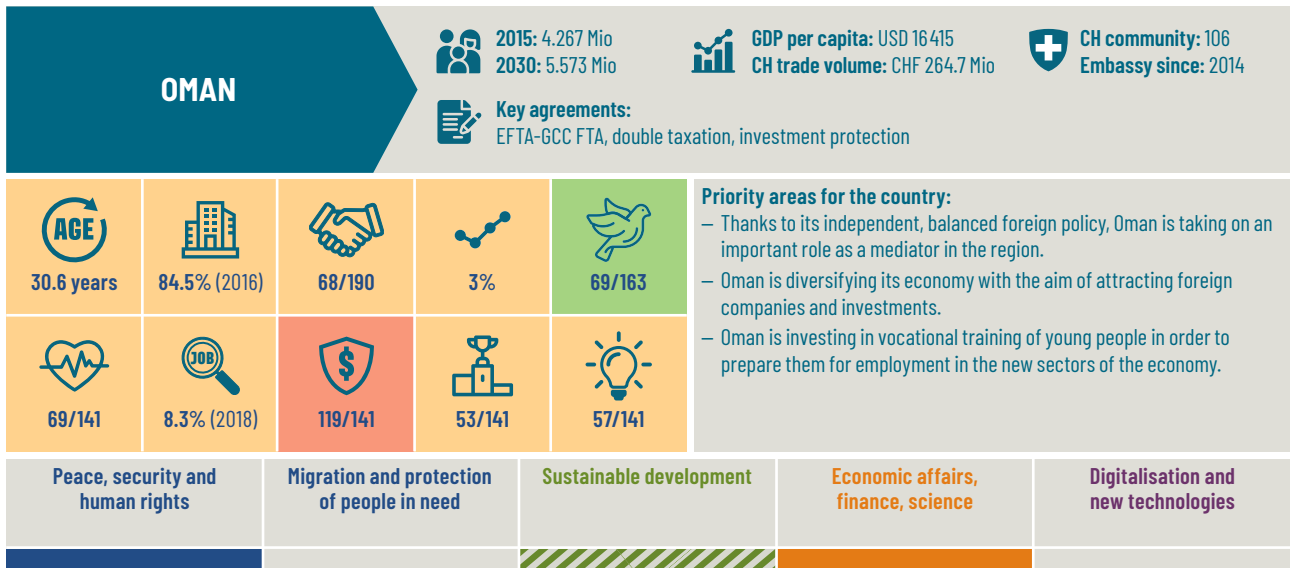 OMAN
2015: 4.267 Mio
2030: 5.573 Mio
GDP per capita: USD 16 415
CH trade volume: CHF 264.7 Mio
CH community: 106
Embassy since: 2014
Key agreements:
EFTA-GCC FTA, double taxation, investment protection
AGE
30.6 years
84.5% (2016)
68/190
3%
69/163
69/141
JOB
8.3% (2018)
$
119/141
53/141
57/141
Priority areas for the country:
– Thanks to its independent, balanced foreign policy, Oman is taking on an
important role as a mediator in the region.
– Oman is diversifying its economy with the aim of attracting foreign
companies and investments.
– Oman is investing in vocational training of young people in order to
prepare them for employment in the new sectors of the economy.
Peace, security and
human rights
Migration and protection
of people in need
Sustainable development
Economic affairs,
finance, science
Digitalisation and
new technologies